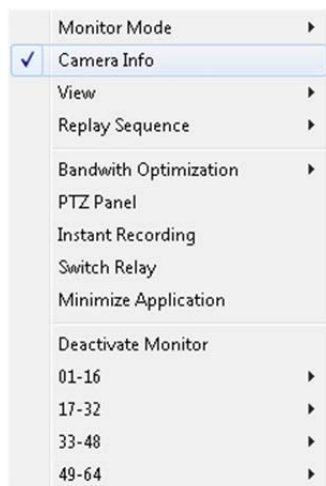 Monitor Mode
Camera Info
View
Replay Sequence
Bandwith Optimization
PTZ Panel
Instant Recording
Switch Relay
Minimize Application
Deactivate Monitor
01-16
17-32
33-48
49-64